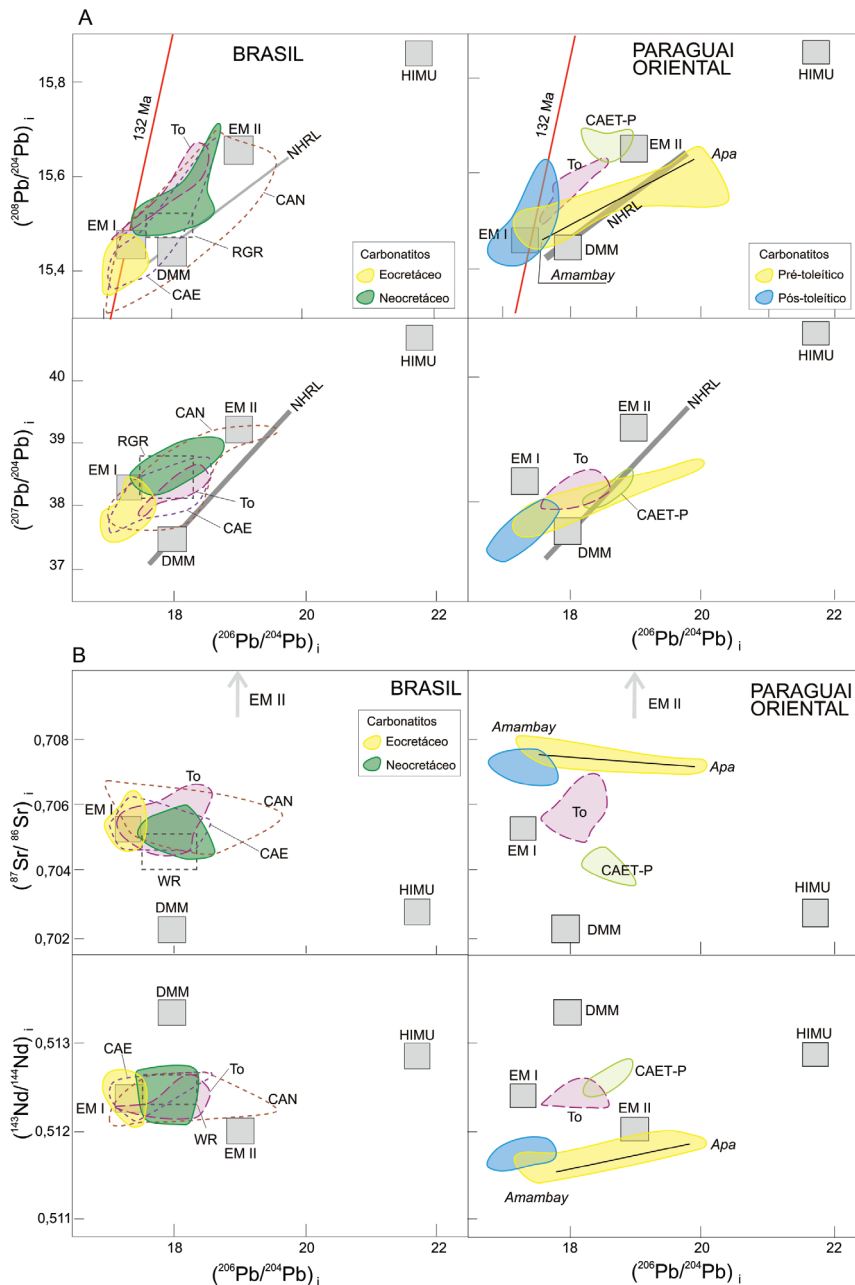 A
BRASIL
PARAGUAI
ORIENTAL
(²⁰⁸Pb/²⁰⁴Pb) i
15,8
15,6
15,4
132 Ma
To
EM II
HIMU
NHRL
CAN
EM I
RGR
DMM
CAE
Carbonatitos
Eocretáceo
Neocretáceo
132 Ma
HIMU
CAET-P
EM II
Apa
To
NHRL
EM I
DMM
Amambay
Carbonatitos
Pré-toleítico
Pós-toleítico
(²⁰⁷Pb/²⁰⁴Pb) i
40
39
38
37
HIMU
EM II
NHRL
CAN
RGR
EM I
To
CAE
DMM
HIMU
NHRL
EM II
EM I
To
CAET-P
DMM
18
20
22
18
20
22
(²⁰⁶Pb/²⁰⁴Pb) i
(²⁰⁶Pb/²⁰⁴Pb) i
B
EM II
BRASIL
Carbonatitos
Eocretáceo
Neocretáceo
EM II
PARAGUAI
ORIENTAL
(⁸⁷Sr/⁸⁶Sr) i
0,708
0,706
0,704
0,702
To
EM I
CAN
CAE
WR
HIMU
DMM
Amambay
Apa
To
EM I
CAET-P
HIMU
DMM
(¹⁴³Nd/¹⁴⁴Nd) i
0,513
0,512
0,511
DMM
HIMU
CAE
To
CAN
EM I
WR
EM II
DMM
HIMU
EM I
CAET-P
To
EM II
Apa
Amambay
18
20
22
18
20
22
(²⁰⁶Pb/²⁰⁴Pb) i
(²⁰⁶Pb/²⁰⁴Pb) i